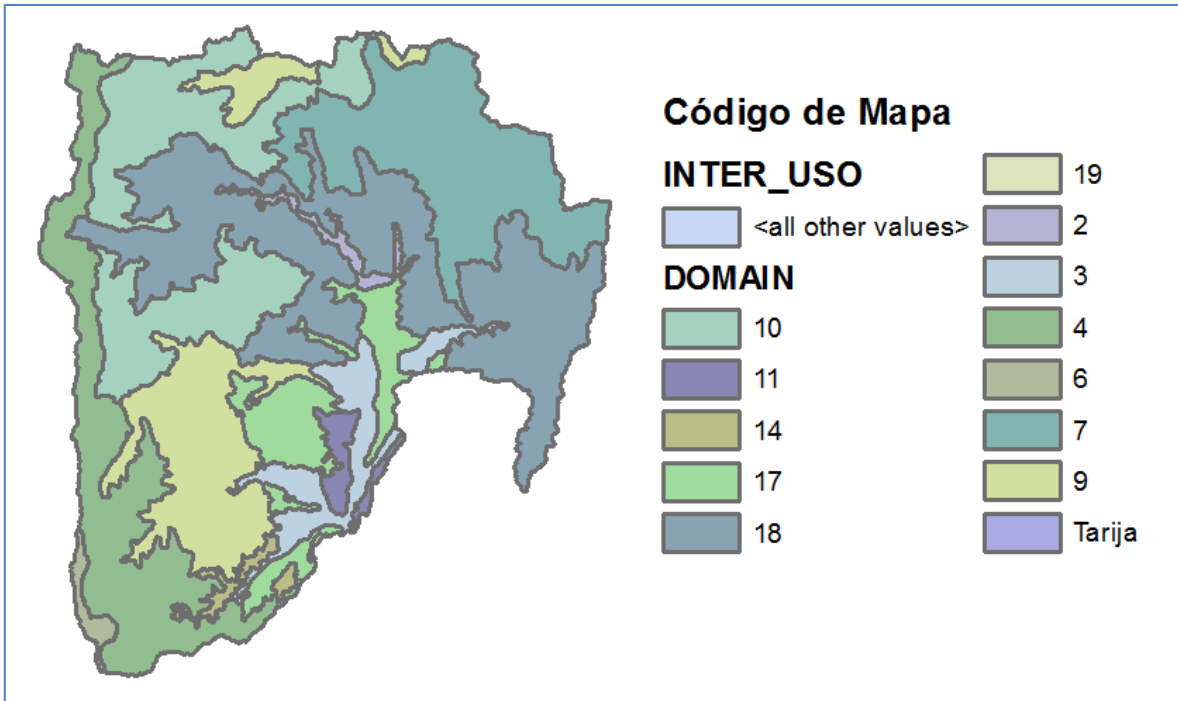 Código de Mapa
INTER_USO
<all other values>
DOMAIN
10
11
14
17
18
19
2
3
4
6
7
9
Tarija